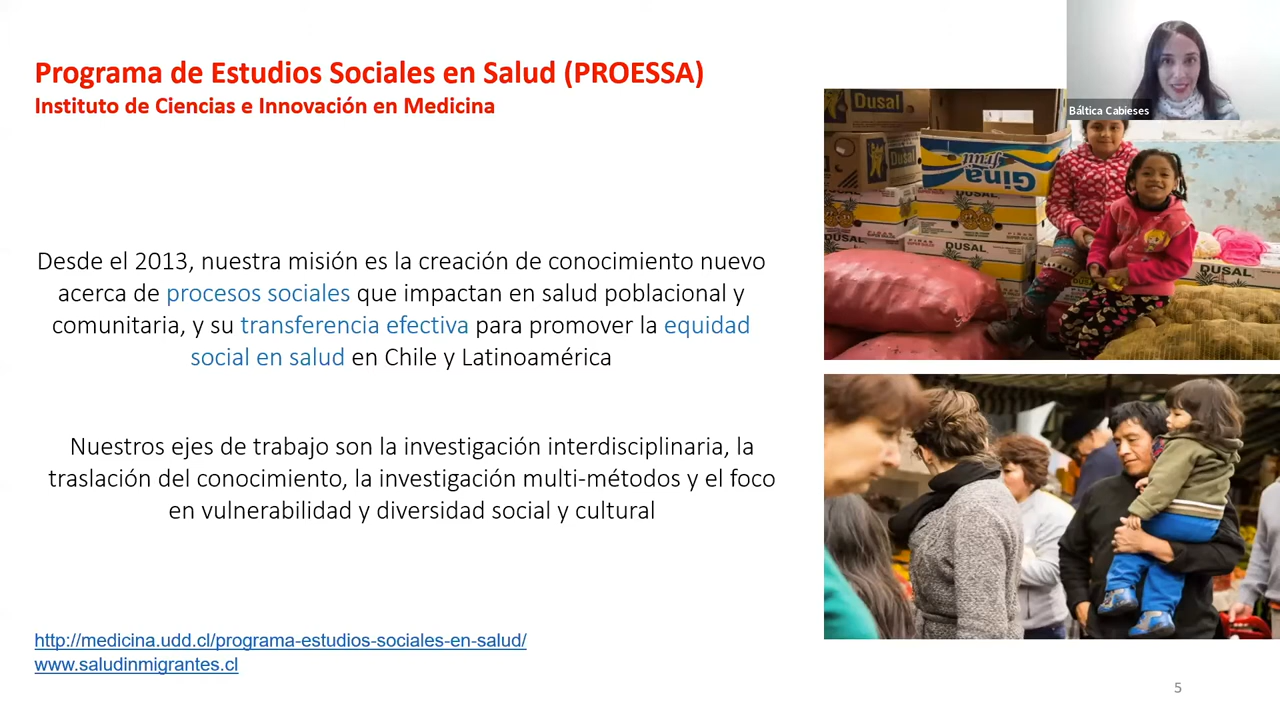 Programa de Estudios Sociales en Salud (PROESSA)
Instituto de Ciencias e Innovación en Medicina
Báltica Cabieses
Dusal
Dusal
Gina
fruit
DUSAL
DUSAL
DUSAL
Desde el 2013, nuestra misión es la creación de conocimiento nuevo
acerca de procesos sociales que impactan en salud poblacional y
comunitaria, y su transferencia efectiva para promover la equidad
social en salud en Chile y Latinoamérica
Nuestros ejes de trabajo son la investigación interdisciplinaria, la
traslación del conocimiento, la investigación multi-métodos y el foco
en vulnerabilidad y diversidad social y cultural
http://medicina.udd.cl/programa-estudios-sociales-en-salud/
www.saludinmigrantes.cl
5